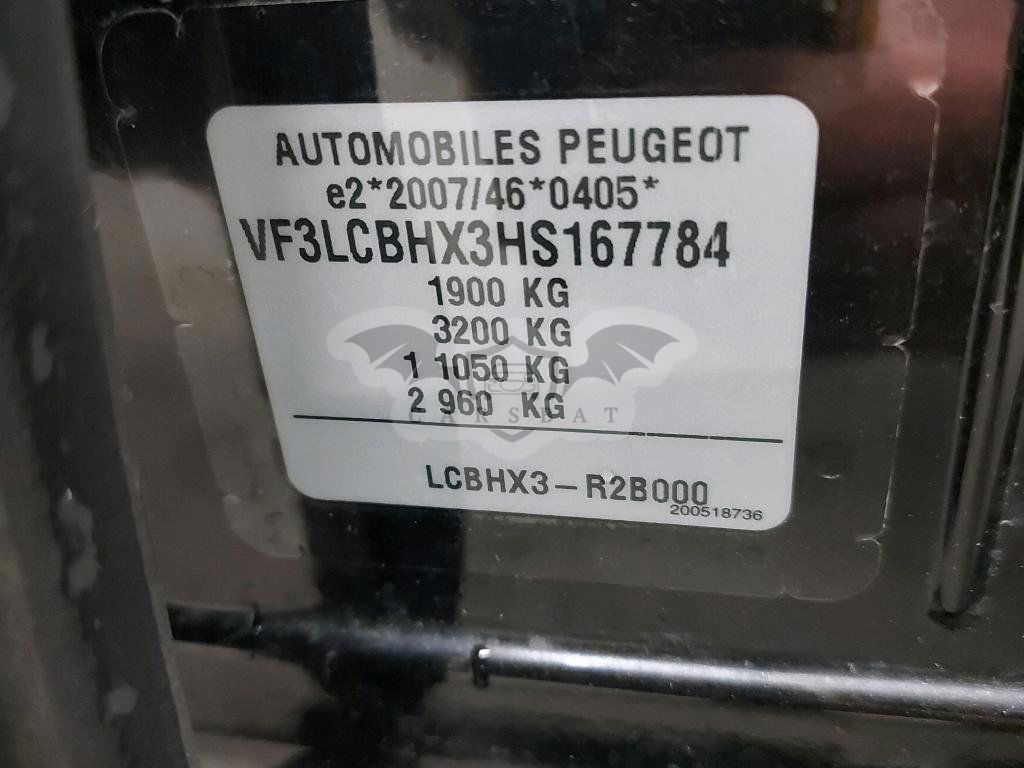 AUTOMOBILES PEUGEOT
e2*2007/46*0405*
VF3LCBHX3HS167784
1900 KG
3200 KG
1 1050 KG
2 960 KG
CARSBAT
LCBHX3-R2B000
200518736